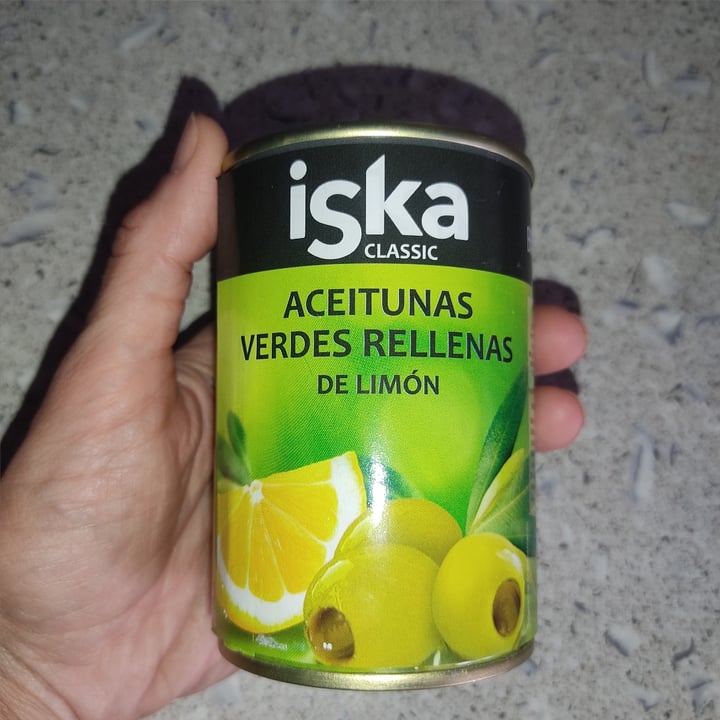 iska
CLASSIC
ACEITUNAS
VERDES RELLENAS
DE LIMÓN